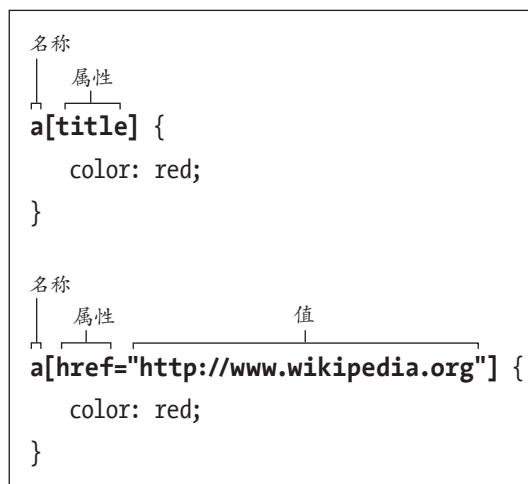 名称
属性
a[title] {
color: red;
}
名称
属性 值
a[href="http://www.wikipedia.org"] {
color: red;
}